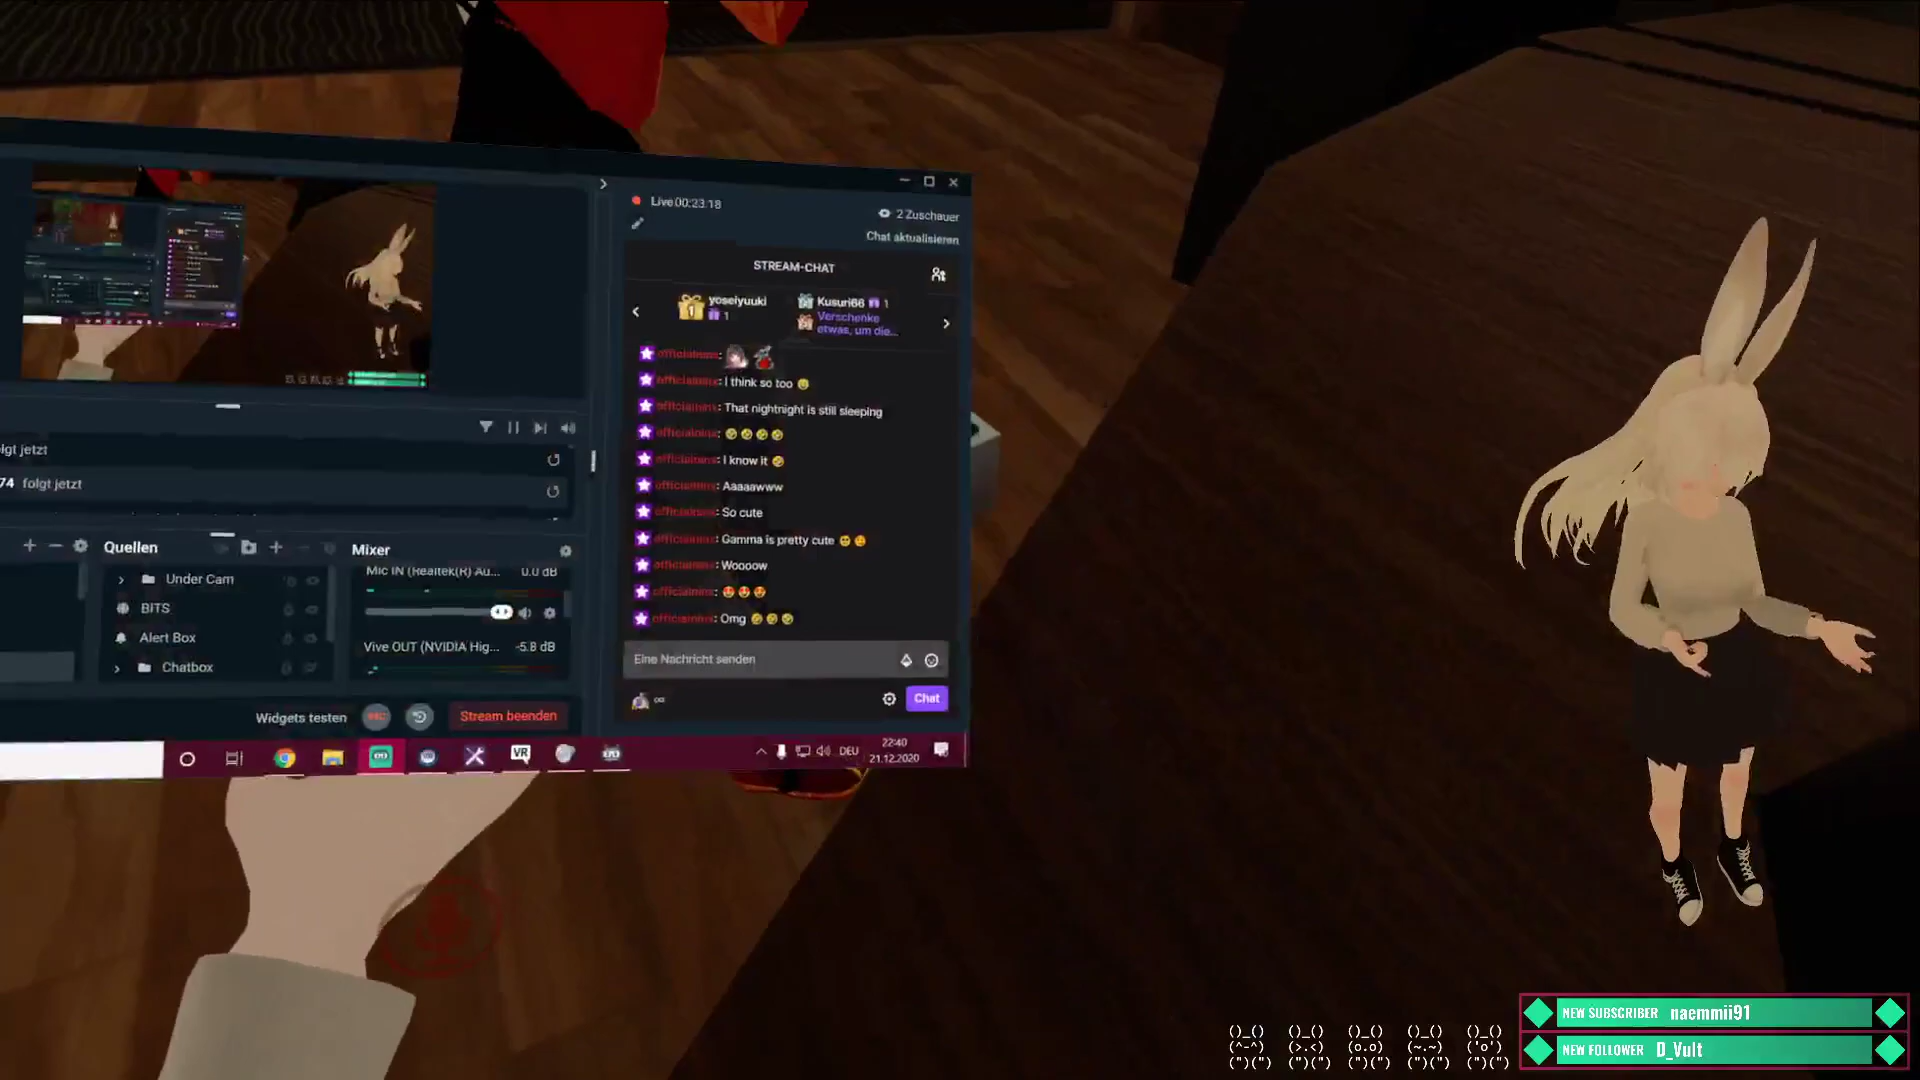 Live 00:23:18
2 Zuschauer
Chat aktualisieren
STREAM-CHAT
1
yoseiyuuki
1
Kusuri66 1
Verschenke
etwas, um die...
I think so too
That nightnight is still sleeping
I know it
Aaaaawww
So cute
Gamma is pretty cute
Woooow
Omg
Eine Nachricht senden
Chat
lgt jetzt
74 folgt jetzt
Quellen
Under Cam
BITS
Alert Box
Chatbox
Mixer
Mic IN (Realtek(R) Au... 0.0 dB
Vive OUT (NVIDIA Hig... -5.8 dB
Widgets testen
REC
Stream beenden
VR
DEU
22:40
21.12.2020
()_() ()_() ()_() ()_() ()_()
(^-^) (>.<) (o.o) (~.~) ('o')
(")(") (")(") (")(") (")(") (")(")
NEW SUBSCRIBER naemmii91
NEW FOLLOWER D_Vult